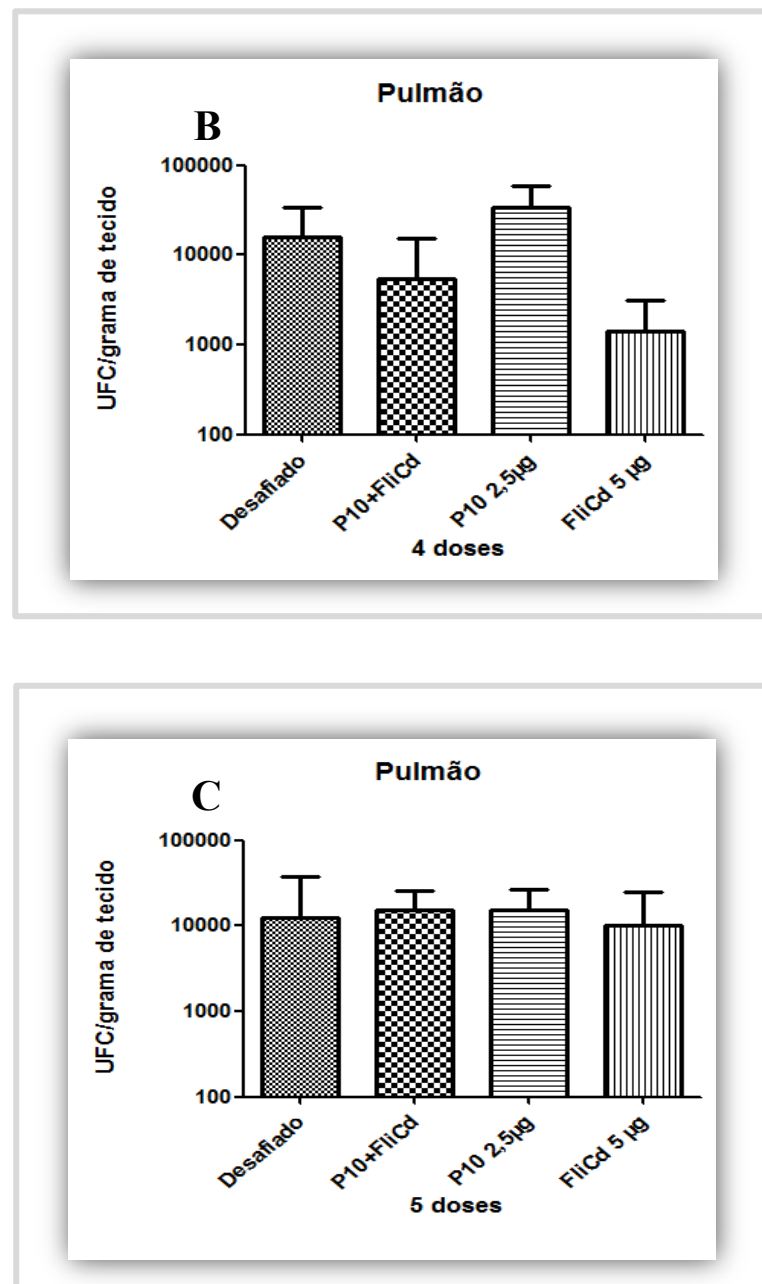 Pulmão
B
UFC/grama de tecido
100000
10000
1000
100
Desafiado
P10+FliCd
P10 2,5µg
FliCd 5 µg
4 doses
Pulmão
C
UFC/grama de tecido
100000
10000
1000
100
Desafiado
P10+FliCd
P10 2,5µg
FliCd 5 µg
5 doses